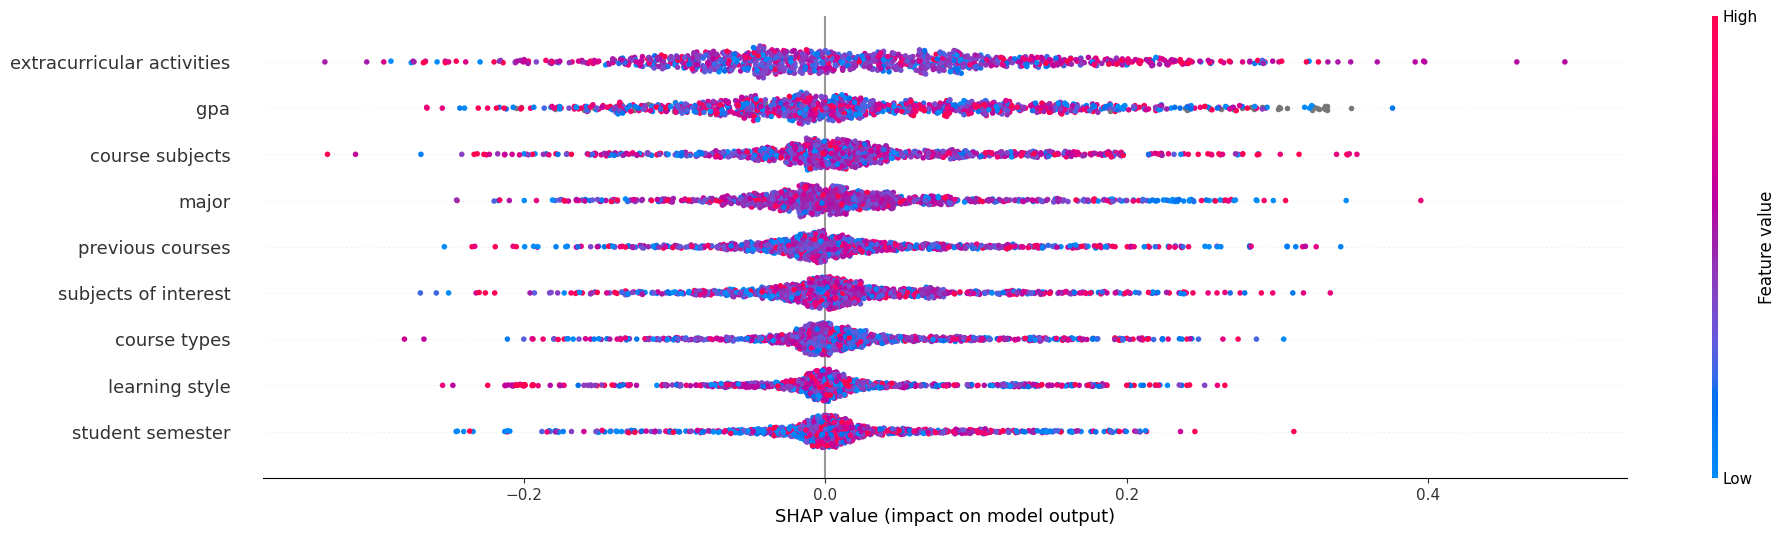 High
extracurricular activities
gpa
course subjects
major
previous courses
subjects of interest
course types
learning style
student semester
Feature value
Low
−0.2 0.0 0.2 0.4
SHAP value (impact on model output)